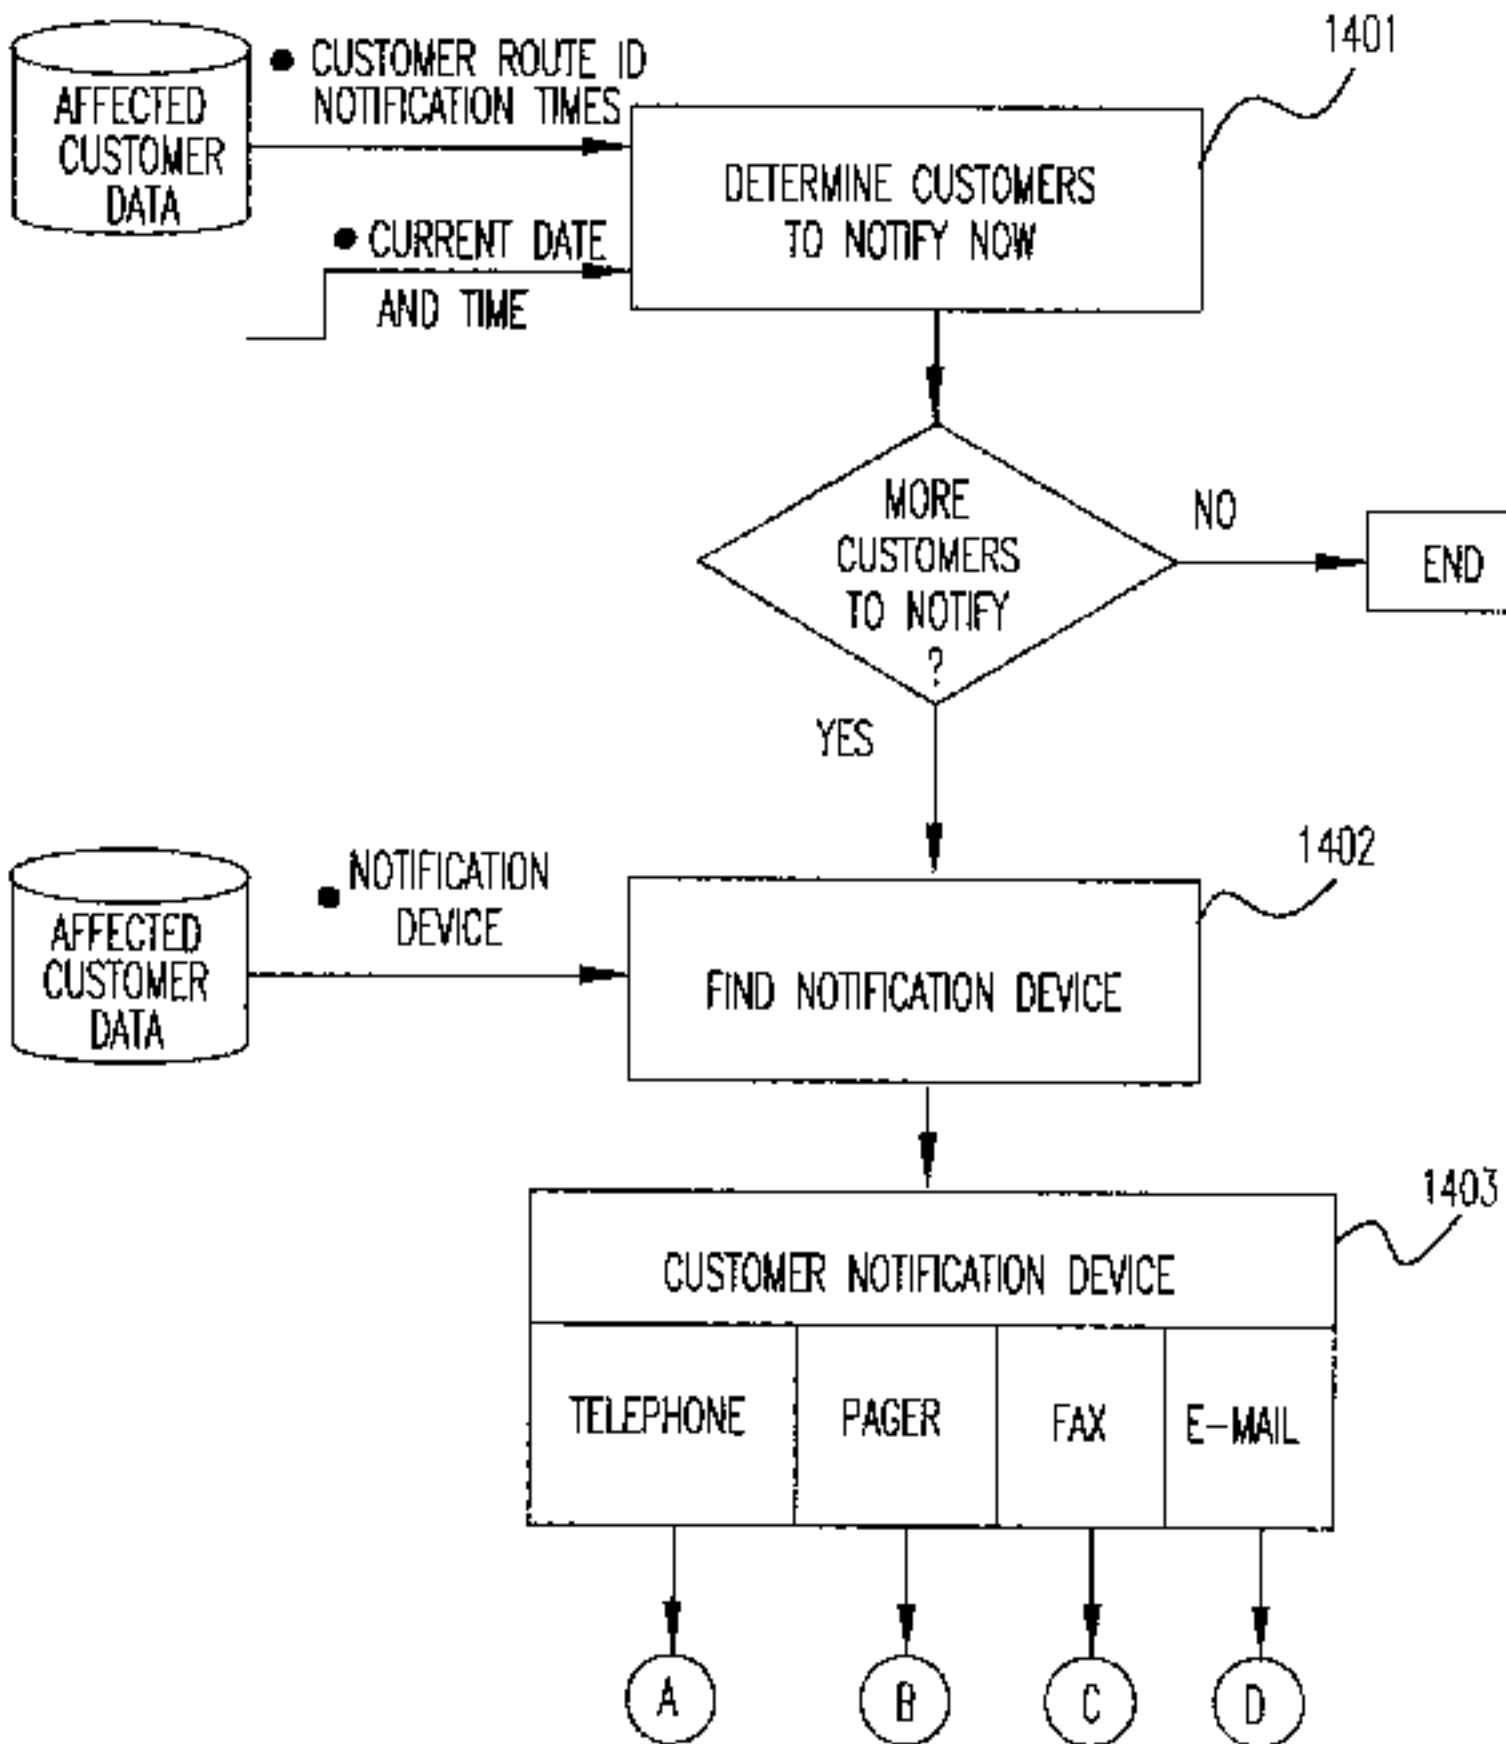 1401
● CUSTOMER ROUTE ID
NOTIFICATION TIMES
AFFECTED
CUSTOMER
DATA
DETERMINE CUSTOMERS
TO NOTIFY NOW
● CURRENT DATE
AND TIME
MORE
CUSTOMERS
TO NOTIFY
?
NO
END
YES
1402
● NOTIFICATION
DEVICE
AFFECTED
CUSTOMER
DATA
FIND NOTIFICATION DEVICE
1403
CUSTOMER NOTIFICATION DEVICE
TELEPHONE
PAGER
FAX
E-MAIL
A
B
C
D